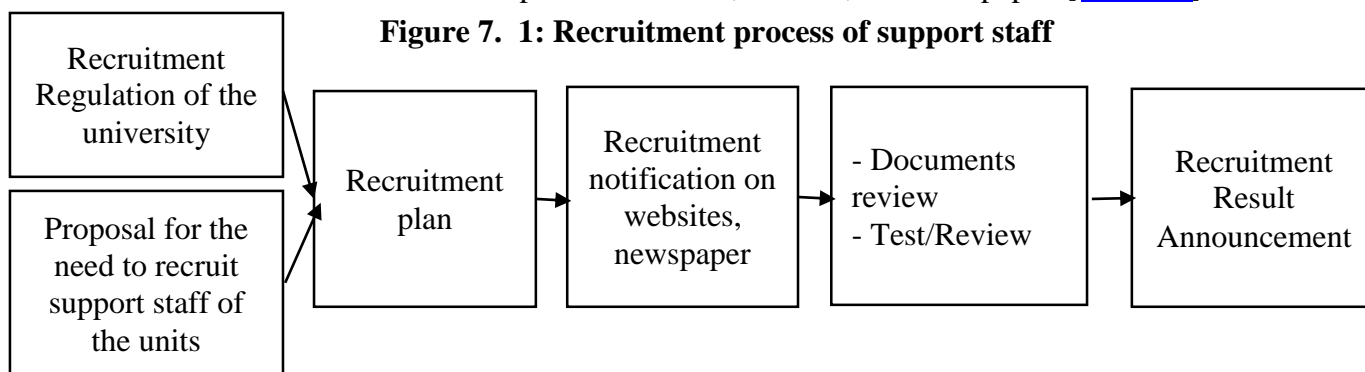 Figure 7. 1: Recruitment process of support staff
Recruitment
Regulation of the
university
Proposal for the
need to recruit
support staff of
the units
Recruitment
plan
Recruitment
notification on
websites,
newspaper
- Documents
review
- Test/Review
Recruitment
Result
Announcement